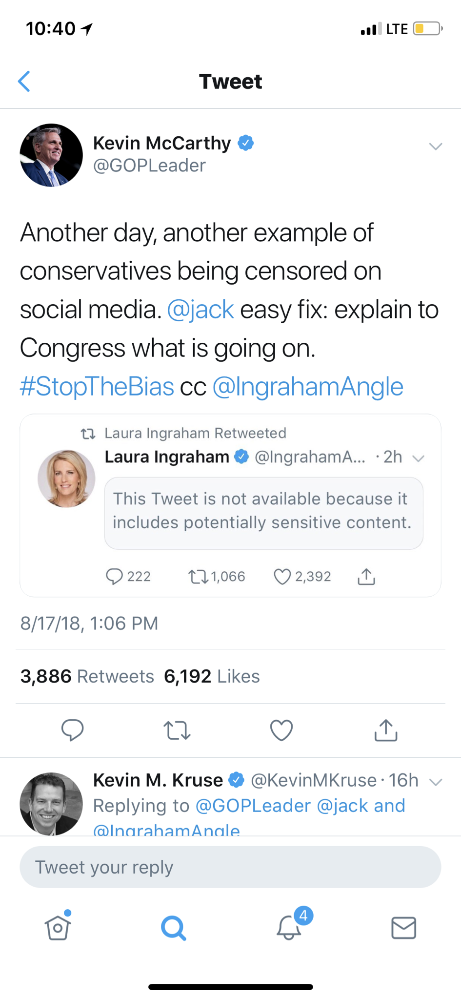 10:40
LTE
Tweet
Kevin McCarthy
@GOPLeader
Another day, another example of
conservatives being censored on
social media. @jack easy fix: explain to
Congress what is going on.
#StopTheBias cc @IngrahamAngle
Laura Ingraham Retweeted
Laura Ingraham @IngrahamA... · 2h
This Tweet is not available because it
includes potentially sensitive content.
222 1,066 2,392
8/17/18, 1:06 PM
3,886 Retweets 6,192 Likes
Kevin M. Kruse @KevinMKruse · 16h
Replying to @GOPLeader @jack and
@IngrahamAngle
Tweet your reply
4